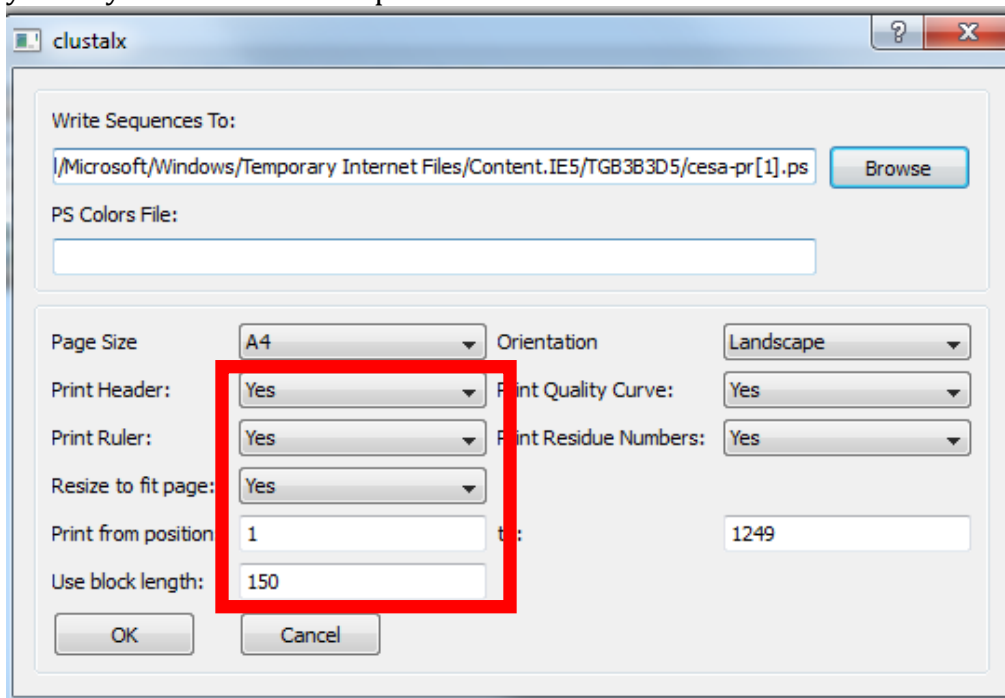 clustalx
Write Sequences To:
l/Microsoft/Windows/Temporary Internet Files/Content.IE5/TGB3B3D5/cesa-pr[1].ps Browse
PS Colors File:
Page Size A4 Orientation Landscape
Print Header: Yes Print Quality Curve: Yes
Print Ruler: Yes Print Residue Numbers: Yes
Resize to fit page: Yes
Print from position 1 to: 1249
Use block length: 150
OK Cancel